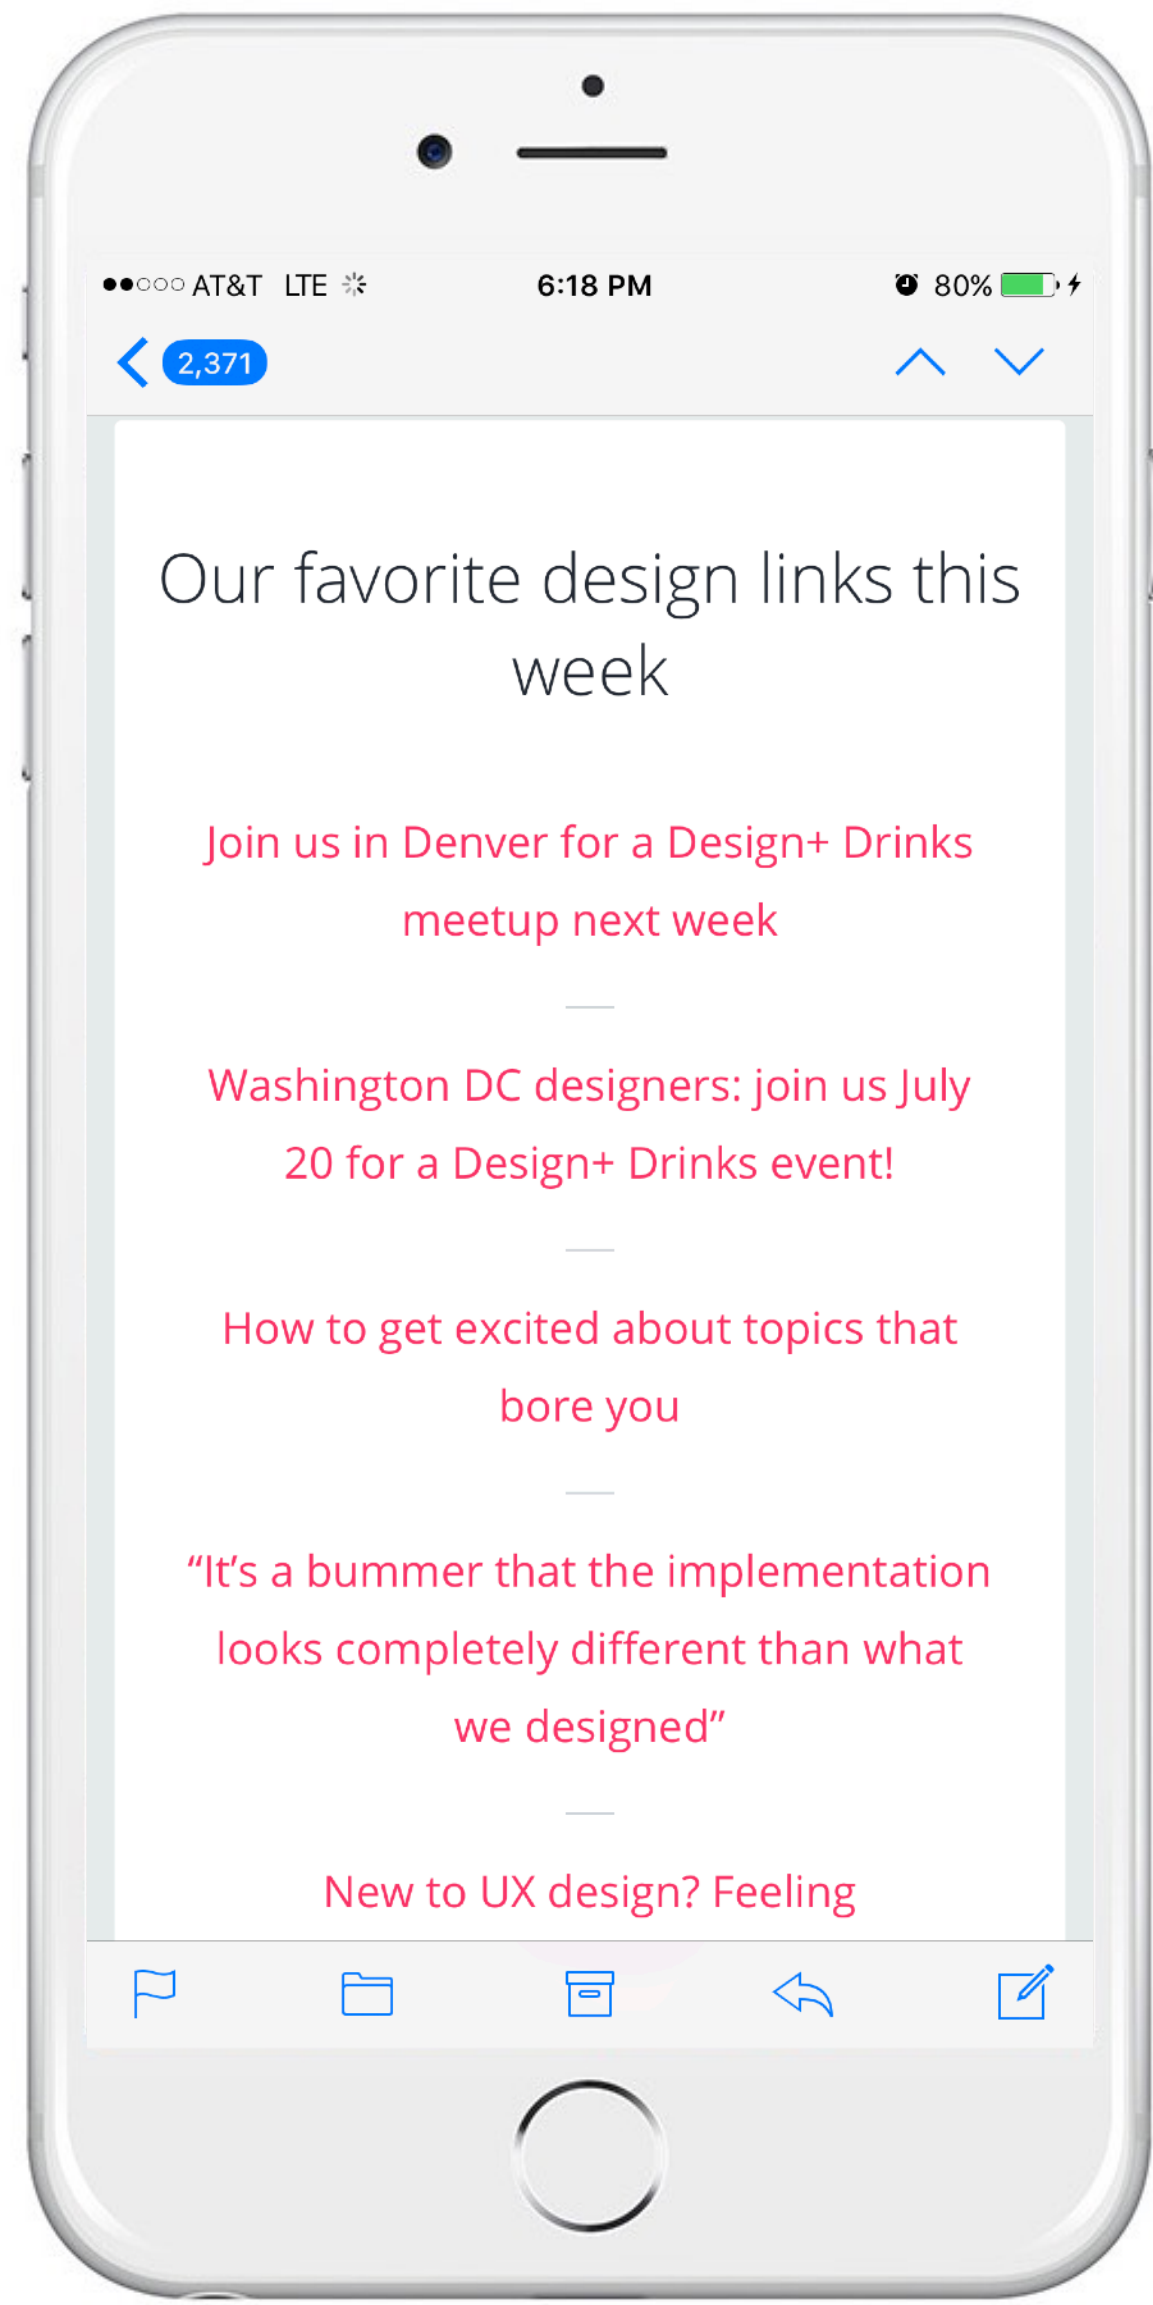 AT&T LTE 6:18 PM 80%
2,371
Our favorite design links this
week
Join us in Denver for a Design+ Drinks
meetup next week
Washington DC designers: join us July
20 for a Design+ Drinks event!
How to get excited about topics that
bore you
“It’s a bummer that the implementation
looks completely different than what
we designed”
New to UX design? Feeling